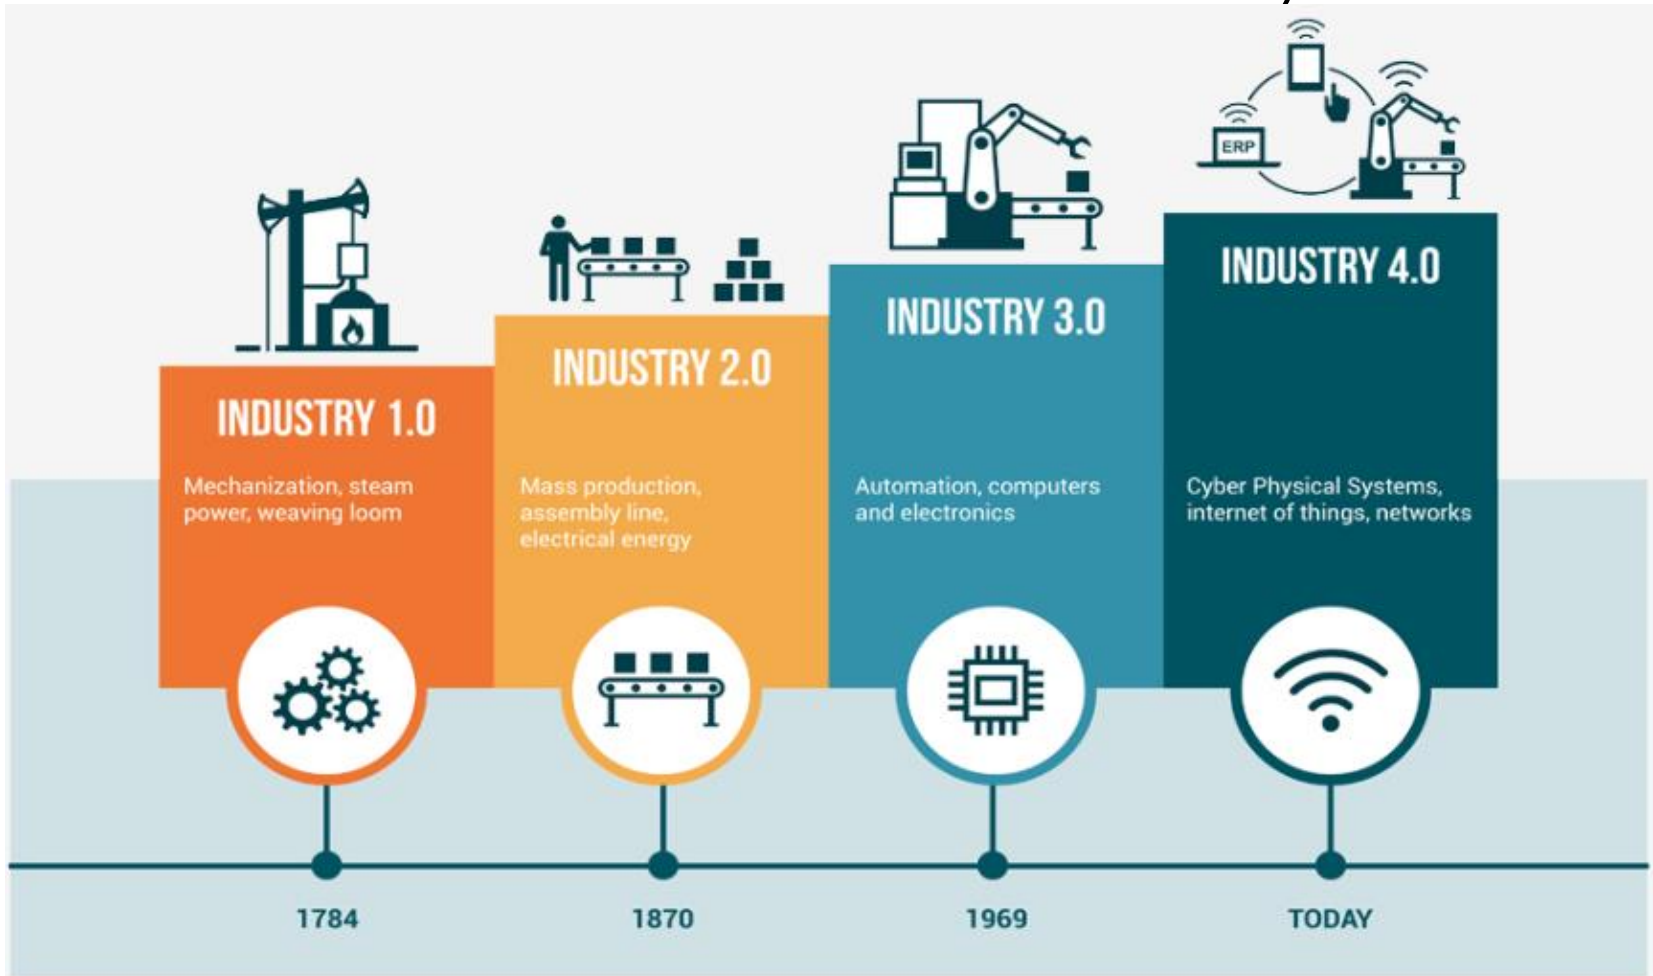 ERP
INDUSTRY 1.0
Mechanization, steam
power, weaving loom
INDUSTRY 2.0
Mass production,
assembly line,
electrical energy
INDUSTRY 3.0
Automation, computers
and electronics
INDUSTRY 4.0
Cyber Physical Systems,
internet of things, networks
1784
1870
1969
TODAY